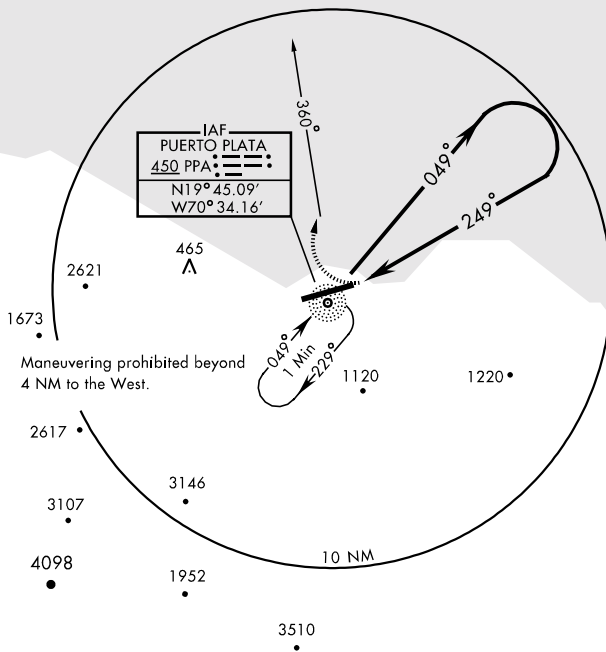 360°
IAF
PUERTO PLATA
450 PPA
N19° 45.09'
W70° 34.16'
049°
249°
465
2621
1673
Maneuvering prohibited beyond
4 NM to the West.
049°
1 Min
229°
1120
1220
2617
3146
3107
10 NM
4098
1952
3510